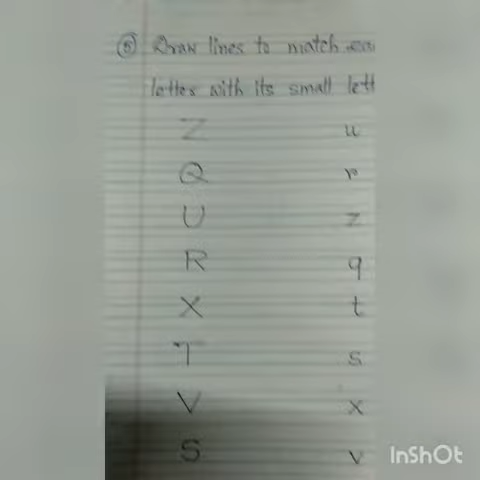 5 Draw lines to match
letter with its small
Z u
Q r
U z
R q
X t
T s
V x
S v
InShOt